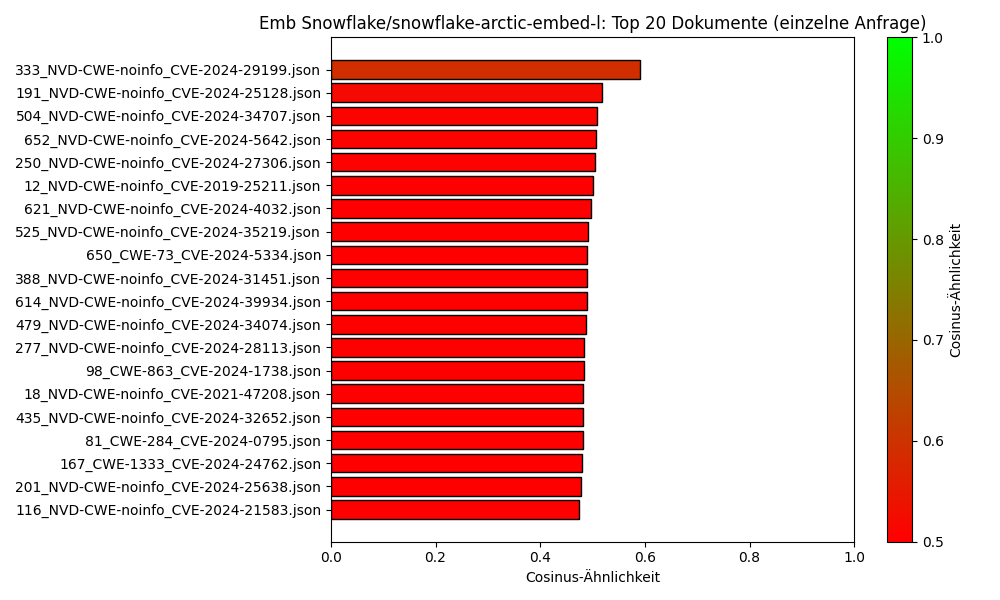 Emb Snowflake/snowflake-arctic-embed-l: Top 20 Dokumente (einzelne Anfrage)
333_NVD-CWE-noinfo_CVE-2024-29199.json
191_NVD-CWE-noinfo_CVE-2024-25128.json
504_NVD-CWE-noinfo_CVE-2024-34707.json
652_NVD-CWE-noinfo_CVE-2024-5642.json
250_NVD-CWE-noinfo_CVE-2024-27306.json
12_NVD-CWE-noinfo_CVE-2019-25211.json
621_NVD-CWE-noinfo_CVE-2024-4032.json
525_NVD-CWE-noinfo_CVE-2024-35219.json
650_CWE-73_CVE-2024-5334.json
388_NVD-CWE-noinfo_CVE-2024-31451.json
614_NVD-CWE-noinfo_CVE-2024-39934.json
479_NVD-CWE-noinfo_CVE-2024-34074.json
277_NVD-CWE-noinfo_CVE-2024-28113.json
98_CWE-863_CVE-2024-1738.json
18_NVD-CWE-noinfo_CVE-2021-47208.json
435_NVD-CWE-noinfo_CVE-2024-32652.json
81_CWE-284_CVE-2024-0795.json
167_CWE-1333_CVE-2024-24762.json
201_NVD-CWE-noinfo_CVE-2024-25638.json
116_NVD-CWE-noinfo_CVE-2024-21583.json
0.0 0.2 0.4 0.6 0.8 1.0
Cosinus-Ähnlichkeit
1.0
0.9
0.8
0.7
0.6
0.5
Cosinus-Ähnlichkeit